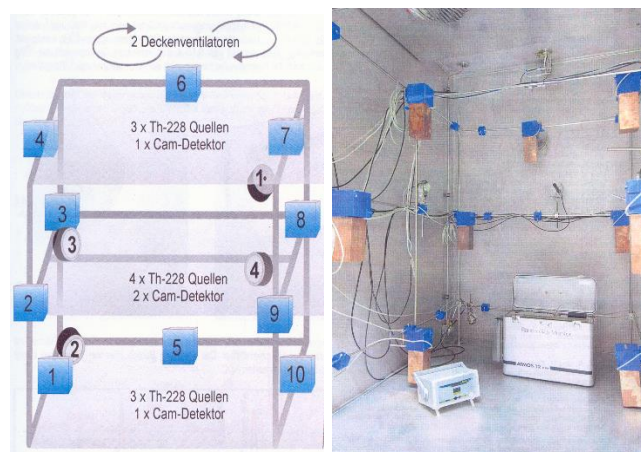 2 Deckenventilatoren
6
4
3 x Th-228 Quellen
1 x Cam-Detektor
7
1
3
8
3
4
4 x Th-228 Quellen
2 x Cam-Detektor
2
9
2
5
1
10
3 x Th-228 Quellen
1 x Cam-Detektor